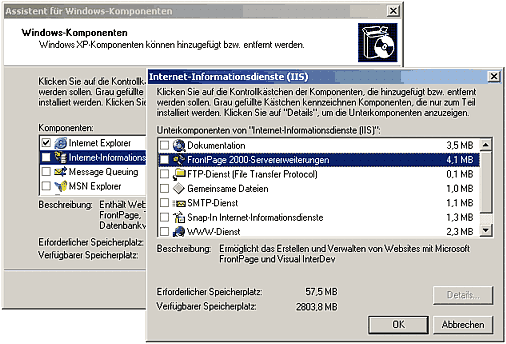 Assistent für Windows-Komponenten
Windows-Komponenten
Windows XP-Komponenten können hinzugefügt bzw. entfernt werden.
Klicken Sie auf die Kontrollk
werden sollen. Grau gefüllte
installiert werden. Klicken Sie
Komponenten:
Internet Explorer
Internet-Informations
Message Queuing
MSN Explorer
Beschreibung: Enthält Web
FrontPage,
Datenbankv
Erforderlicher Speicherplatz:
Verfügbarer Speicherplatz:
Internet-Informationsdienste (IIS)
Klicken Sie auf die Kontrollkästchen der Komponenten, die hinzugefügt bzw. entfernt
werden sollen. Grau gefüllte Kästchen kennzeichnen Komponenten, die nur zum Teil
installiert werden. Klicken Sie auf "Details", um die Unterkomponenten anzuzeigen.
Unterkomponenten von "Internet-Informationsdienste (IIS)":
Dokumentation 3,5 MB
FrontPage 2000-Servererweiterungen 4,1 MB
FTP-Dienst (File Transfer Protocol) 0,1 MB
Gemeinsame Dateien 1,0 MB
SMTP-Dienst 1,1 MB
Snap-In Internet-Informationsdienste 1,3 MB
WWW-Dienst 2,3 MB
Beschreibung: Ermöglicht das Erstellen und Verwalten von Websites mit Microsoft
FrontPage und Visual InterDev
Erforderlicher Speicherplatz: 57,5 MB
Verfügbarer Speicherplatz: 2803,8 MB
Details...
OK
Abbrechen